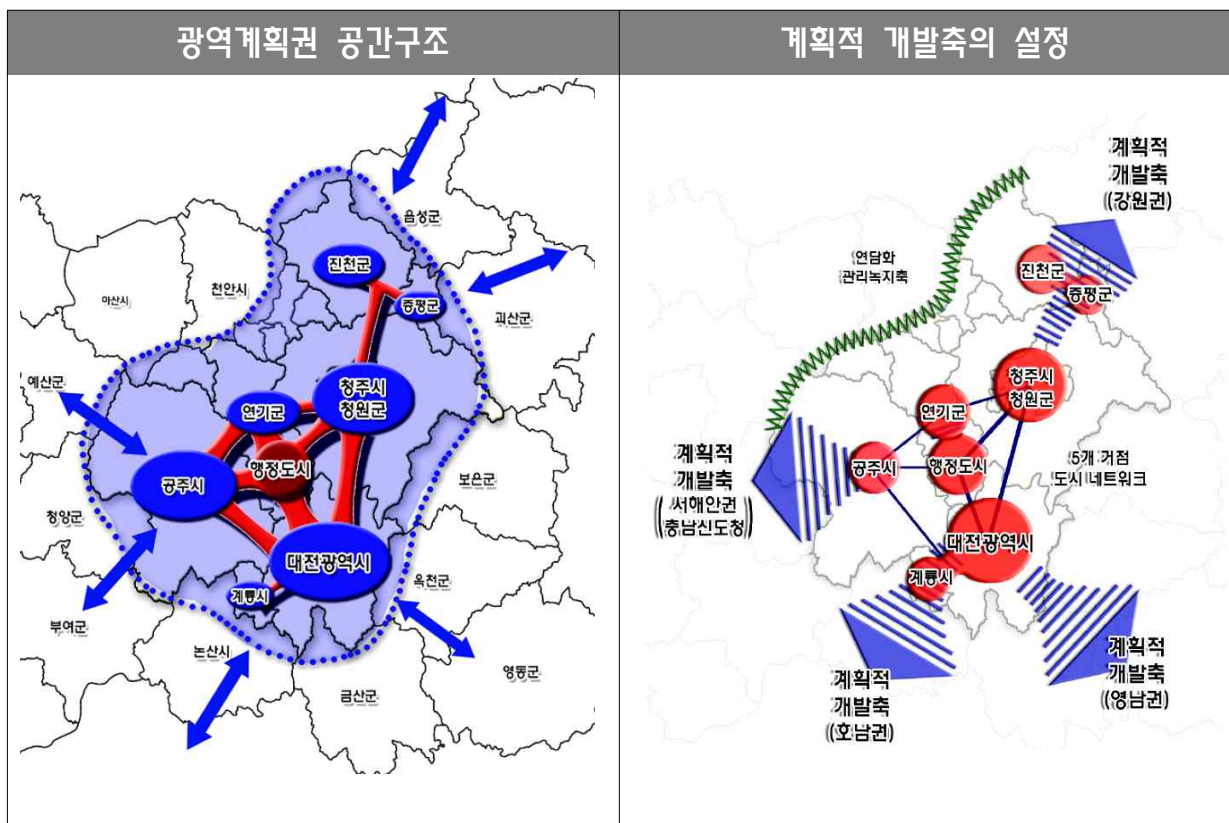 광역계획권 공간구조
음성군
진천군
증평군
천안시
아산시
괴산군
예산군
청주시
청원군
연기군
행정도시
공주시
보은군
청양군
대전광역시
옥천군
계룡시
부여군
논산시
영동군
금산군
계획적 개발축의 설정
계획적
개발축
(강원권)
연담화
관리녹지축
진천군
증평군
청주시
청원군
연기군
계획적
개발축
(서해안권
충남신도청)
공주시
행정도시
5개 거점
도시 네트워크
대전광역시
계룡시
계획적
개발축
(호남권)
계획적
개발축
(영남권)